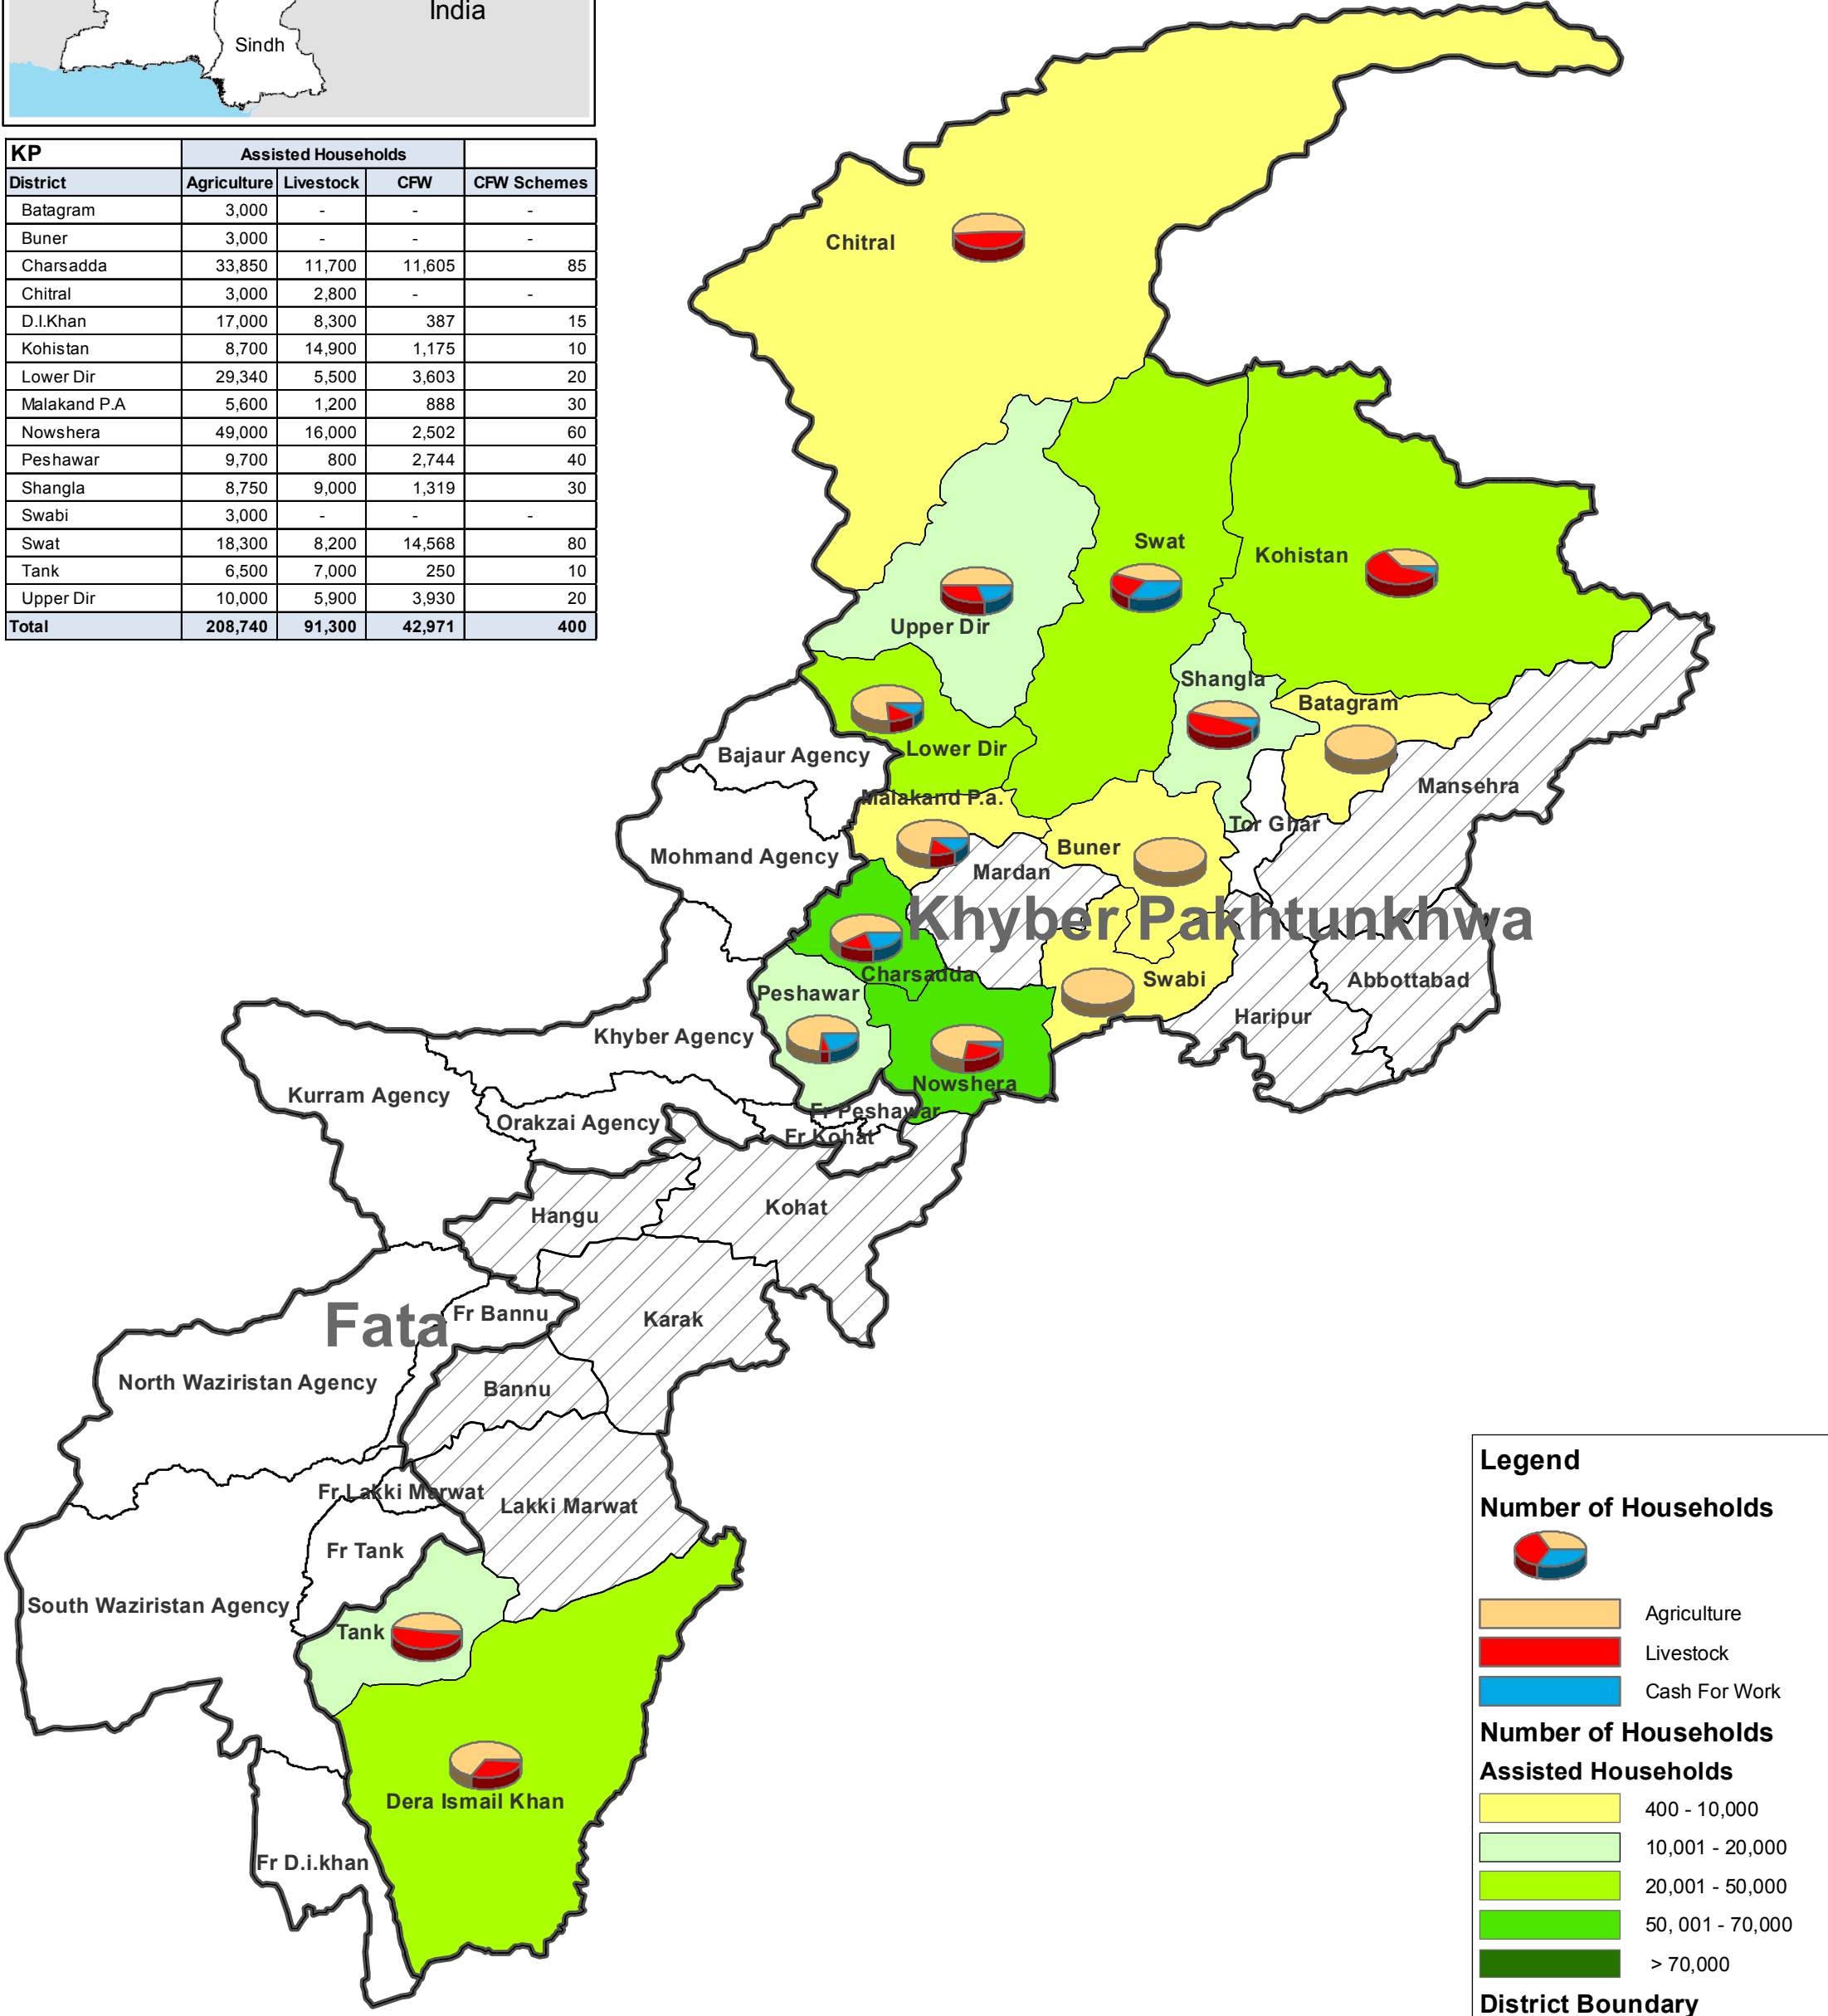 India
Sindh
KP
Assisted Households
District Agriculture Livestock CFW CFW Schemes
Batagram 3,000 - - -
Buner 3,000 - - -
Charsadda 33,850 11,700 11,605 85
Chitral 3,000 2,800 - -
D.I.Khan 17,000 8,300 387 15
Kohistan 8,700 14,900 1,175 10
Lower Dir 29,340 5,500 3,603 20
Malakand P.A 5,600 1,200 888 30
Nowshera 49,000 16,000 2,502 60
Peshawar 9,700 800 2,744 40
Shangla 8,750 9,000 1,319 30
Swabi 3,000 - - -
Swat 18,300 8,200 14,568 80
Tank 6,500 7,000 250 10
Upper Dir 10,000 5,900 3,930 20
Total 208,740 91,300 42,971 400
Chitral
Swat
Kohistan
Upper Dir
Shangla
Batagram
Lower Dir
Bajaur Agency
Mansehra
Malakand P.a.
Tor Ghar
Buner
Mohmand Agency
Mardan
Khyber Pakhtunkhwa
Charsadda
Swabi
Abbottabad
Peshawar
Haripur
Khyber Agency
Nowshera
Kurram Agency
Fr Peshawar
Orakzai Agency
Fr Kohat
Kohat
Hangu
Fr Bannu
Karak
Fata
North Waziristan Agency
Bannu
Fr Lakki Marwat
Lakki Marwat
Fr Tank
South Waziristan Agency
Tank
Dera Ismail Khan
Fr D.i.khan
Legend
Number of Households
Agriculture
Livestock
Cash For Work
Number of Households
Assisted Households
400 - 10,000
10,001 - 20,000
20,001 - 50,000
50, 001 - 70,000
> 70,000
District Boundary